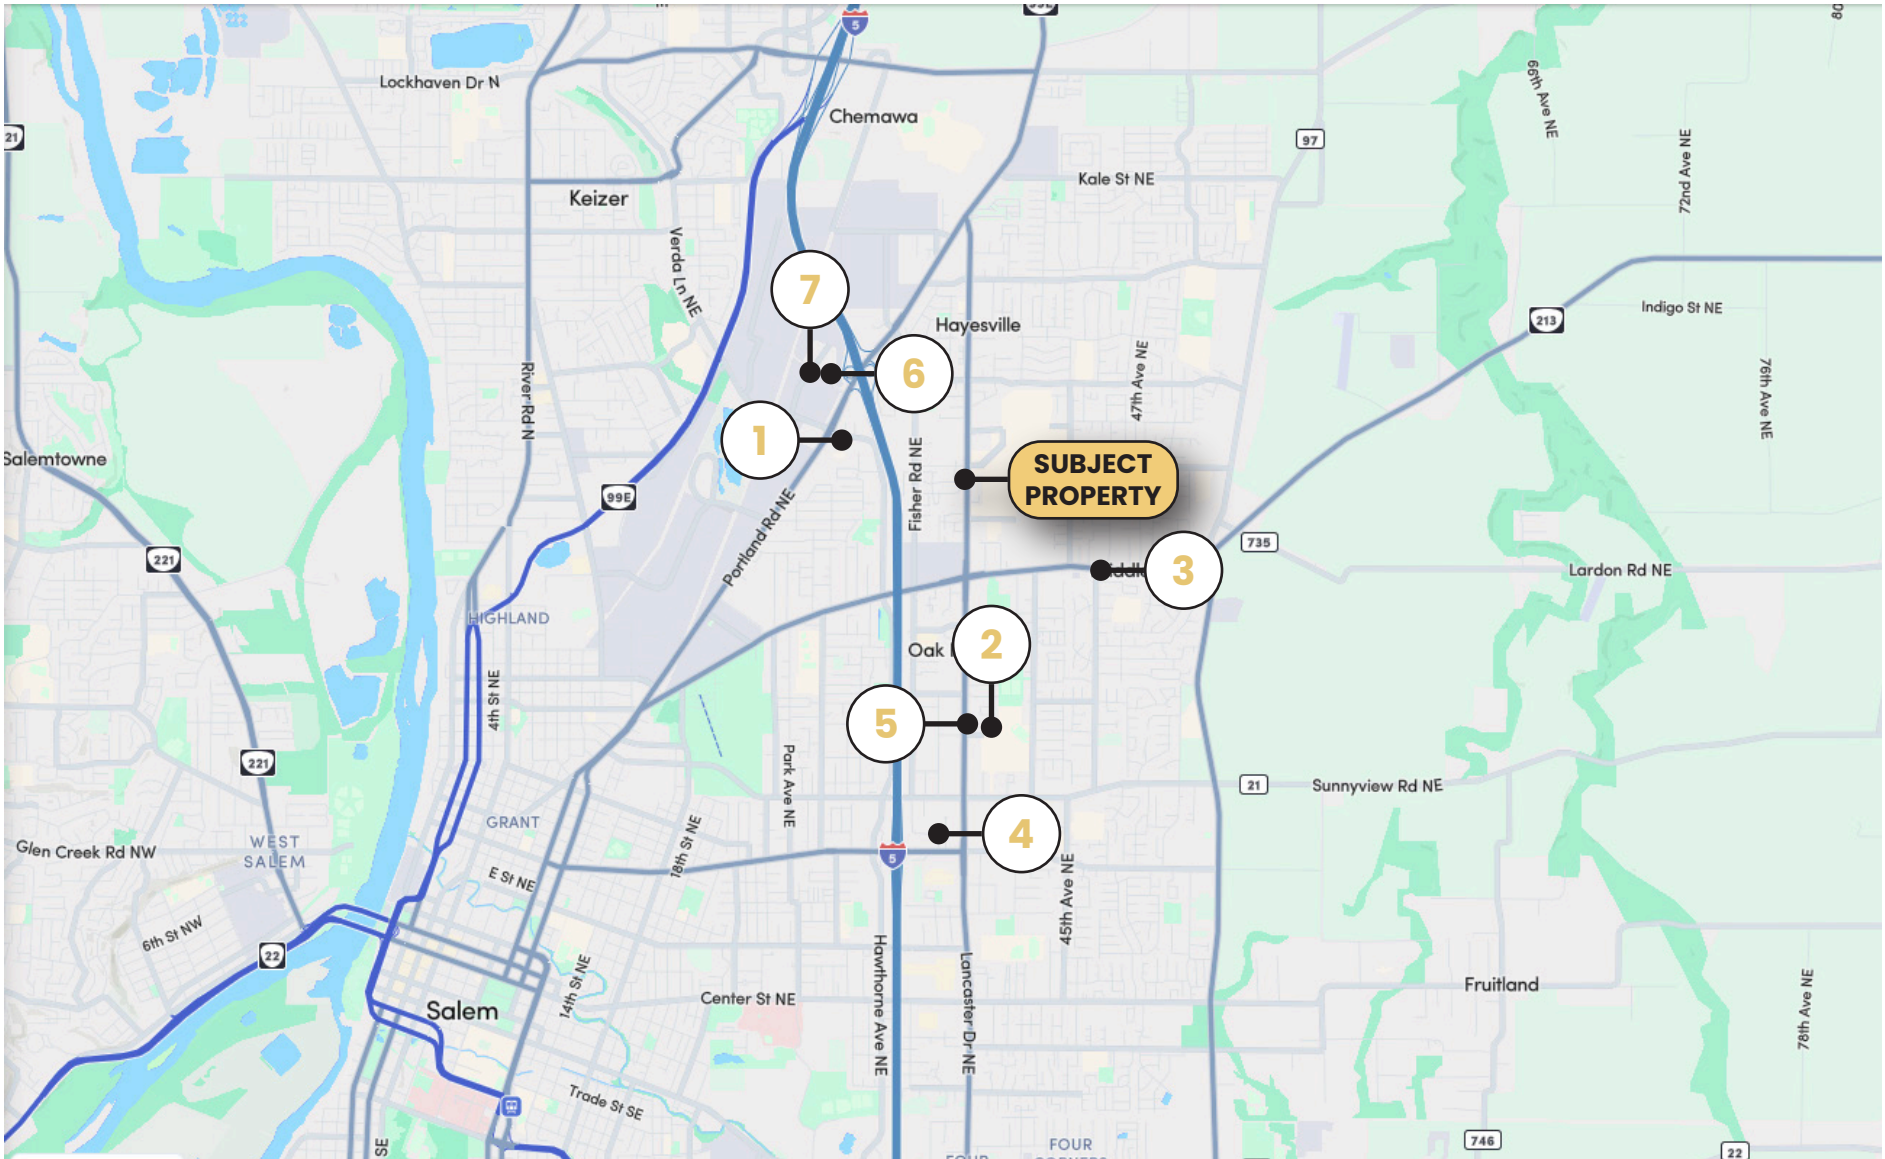 5
Lockhaven Dr N
Chemawa
21
97
66th Ave NE
72nd Ave NE
Kale St NE
Keizer
Verda Ln NE
7
213
Indigo St NE
Hayesville
River Rd N
6
47th Ave NE
76th Ave NE
1
Salemtowne
Fisher Rd NE
SUBJECT
PROPERTY
99E
Portland Rd NE
221
735
3
Lardon Rd NE
HIGHLAND
2
Oak
4th St NE
5
221
Park Ave NE
21
Sunnyview Rd NE
GRANT
4
WEST
SALEM
Glen Creek Rd NW
18th St NE
5
E St NE
45th Ave NE
6th St NW
22
Hawthorne Ave NE
Lancaster Dr NE
14th St NE
Center St NE
Fruitland
78th Ave NE
Salem
Trade St SE
SE
FOUR
746
22